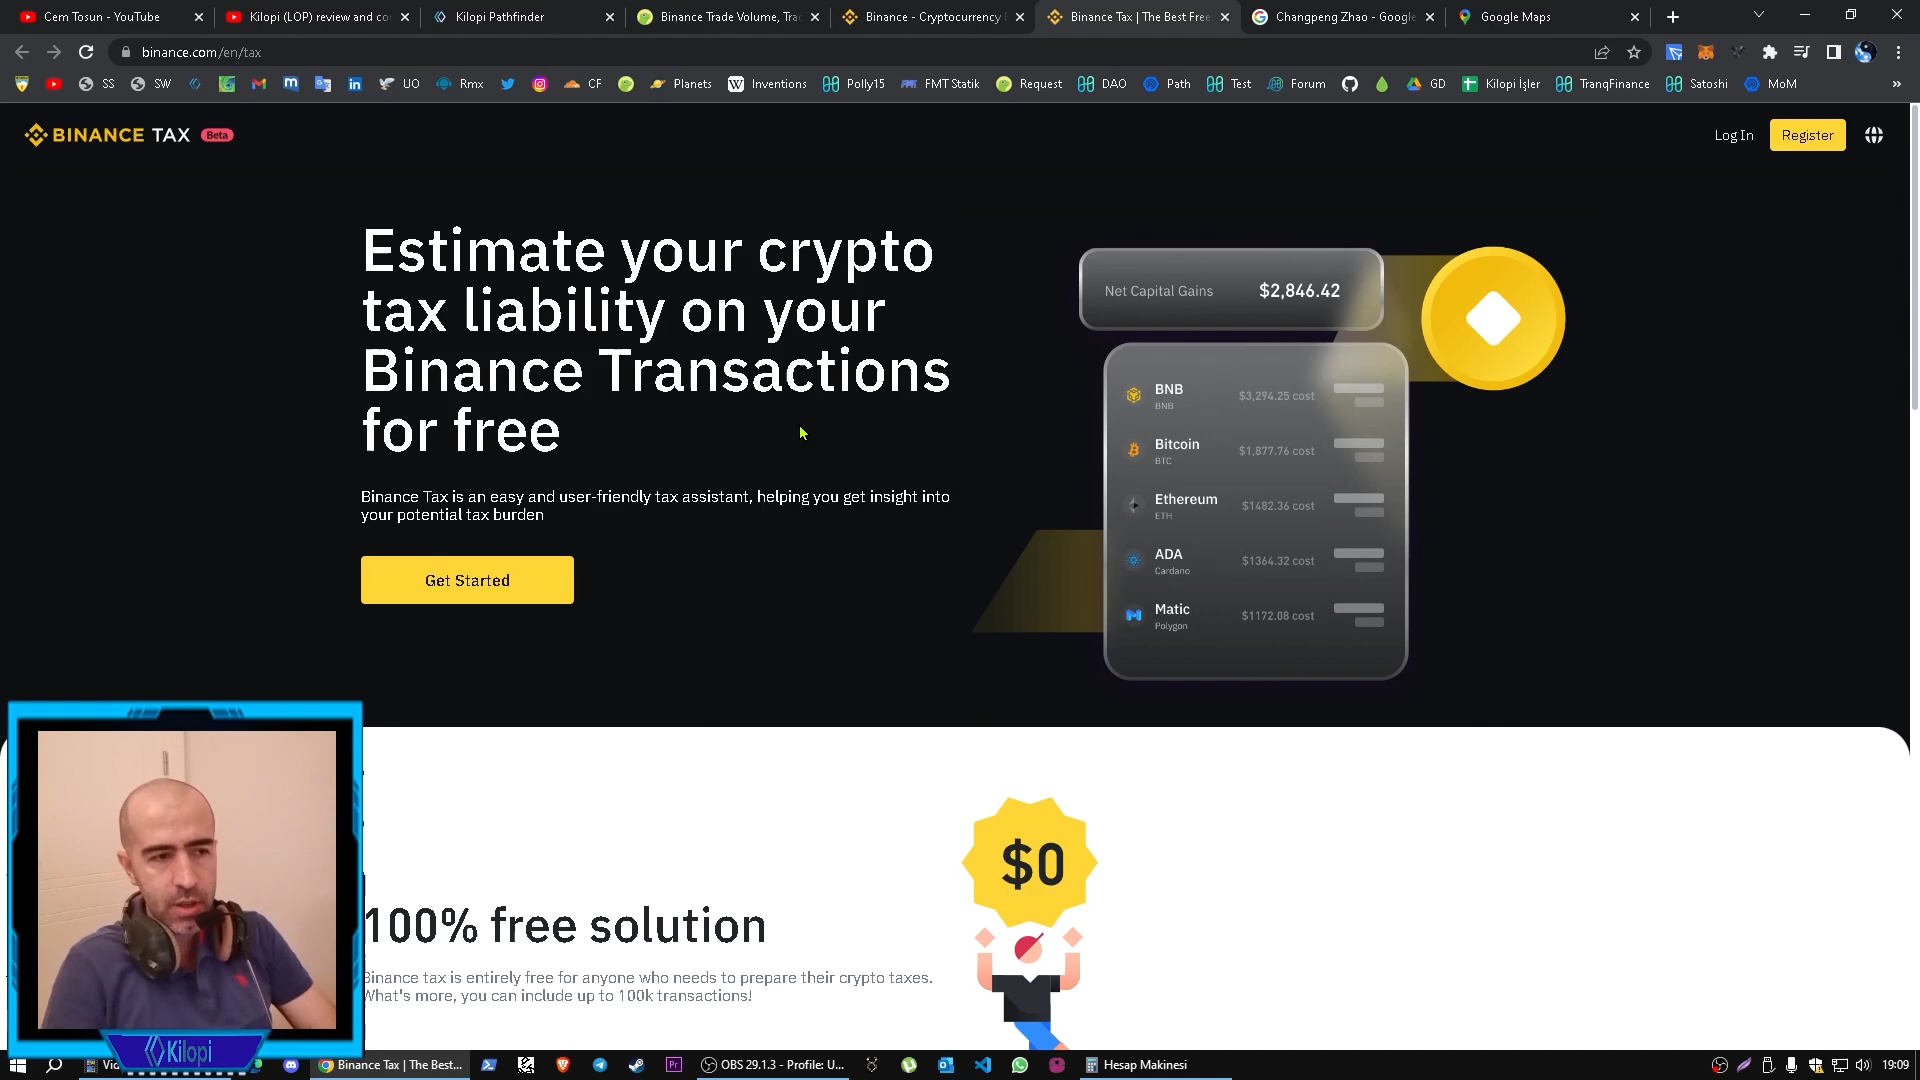 Cem Tosun - YouTube
Kilopi (LOP) review and co
Kilopi Pathfinder
Binance Trade Volume, Tra
Binance - Cryptocurrency
Binance Tax | The Best Free
Changpeng Zhao - Google
Google Maps
binance.com/en/tax
SS
SW
UO
Rmx
CF
Planets
Inventions
Polly15
FMT Statik
Request
DAO
Path
Test
Forum
GD
Kilopi İşler
TranqFinance
Satoshi
MoM
BINANCE TAX Beta
Log In
Register
Estimate your crypto
tax liability on your
Binance Transactions
for free
Binance Tax is an easy and user-friendly tax assistant, helping you get insight into
your potential tax burden
Get Started
Net Capital Gains $2,846.42
BNB
BNB
$3,294.25 cost
Bitcoin
BTC
$1,877.76 cost
Ethereum
ETH
$1482.36 cost
ADA
Cardano
$1364.32 cost
Matic
Polygon
$1172.08 cost
$0
100% free solution
Binance tax is entirely free for anyone who needs to prepare their crypto taxes.
What's more, you can include up to 100k transactions!
Kilopi
Binance Tax | The Best...
Pr
OBS 29.1.3 - Profile: U...
Hesap Makinesi
19:09